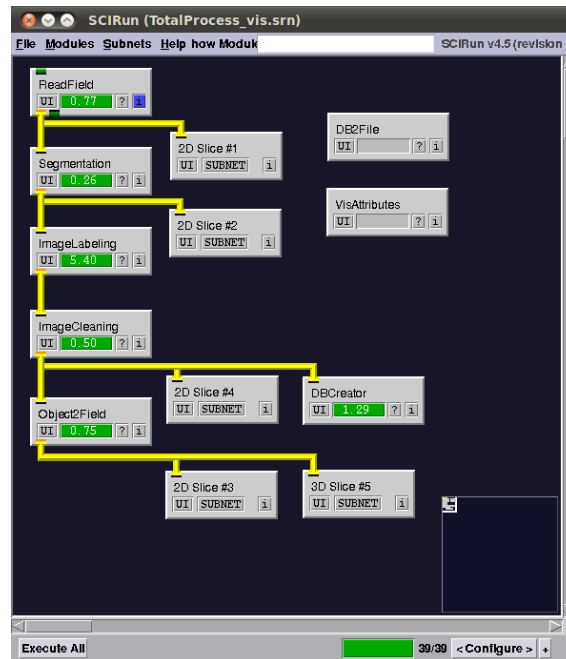 SCIRun (TotalProcess_vis.srn)
File Modules Subnets Help how Modul SCIRun v4.5 (revision
ReadField
UI 0.77 ? i
DB2File
UI ? i
2D Slice #1
UI SUBNET i
Segmentation
UI 0.26 ? i
VisAttributes
UI ? i
2D Slice #2
UI SUBNET i
ImageLabeling
UI 5.40 ? i
ImageCleaning
UI 0.50 ? i
2D Slice #4
UI SUBNET i
DBCreator
UI 1.29 ? i
Object2Field
UI 0.75 ? i
2D Slice #3
UI SUBNET i
3D Slice #5
UI SUBNET i
Execute All 39/39 < Configure > +